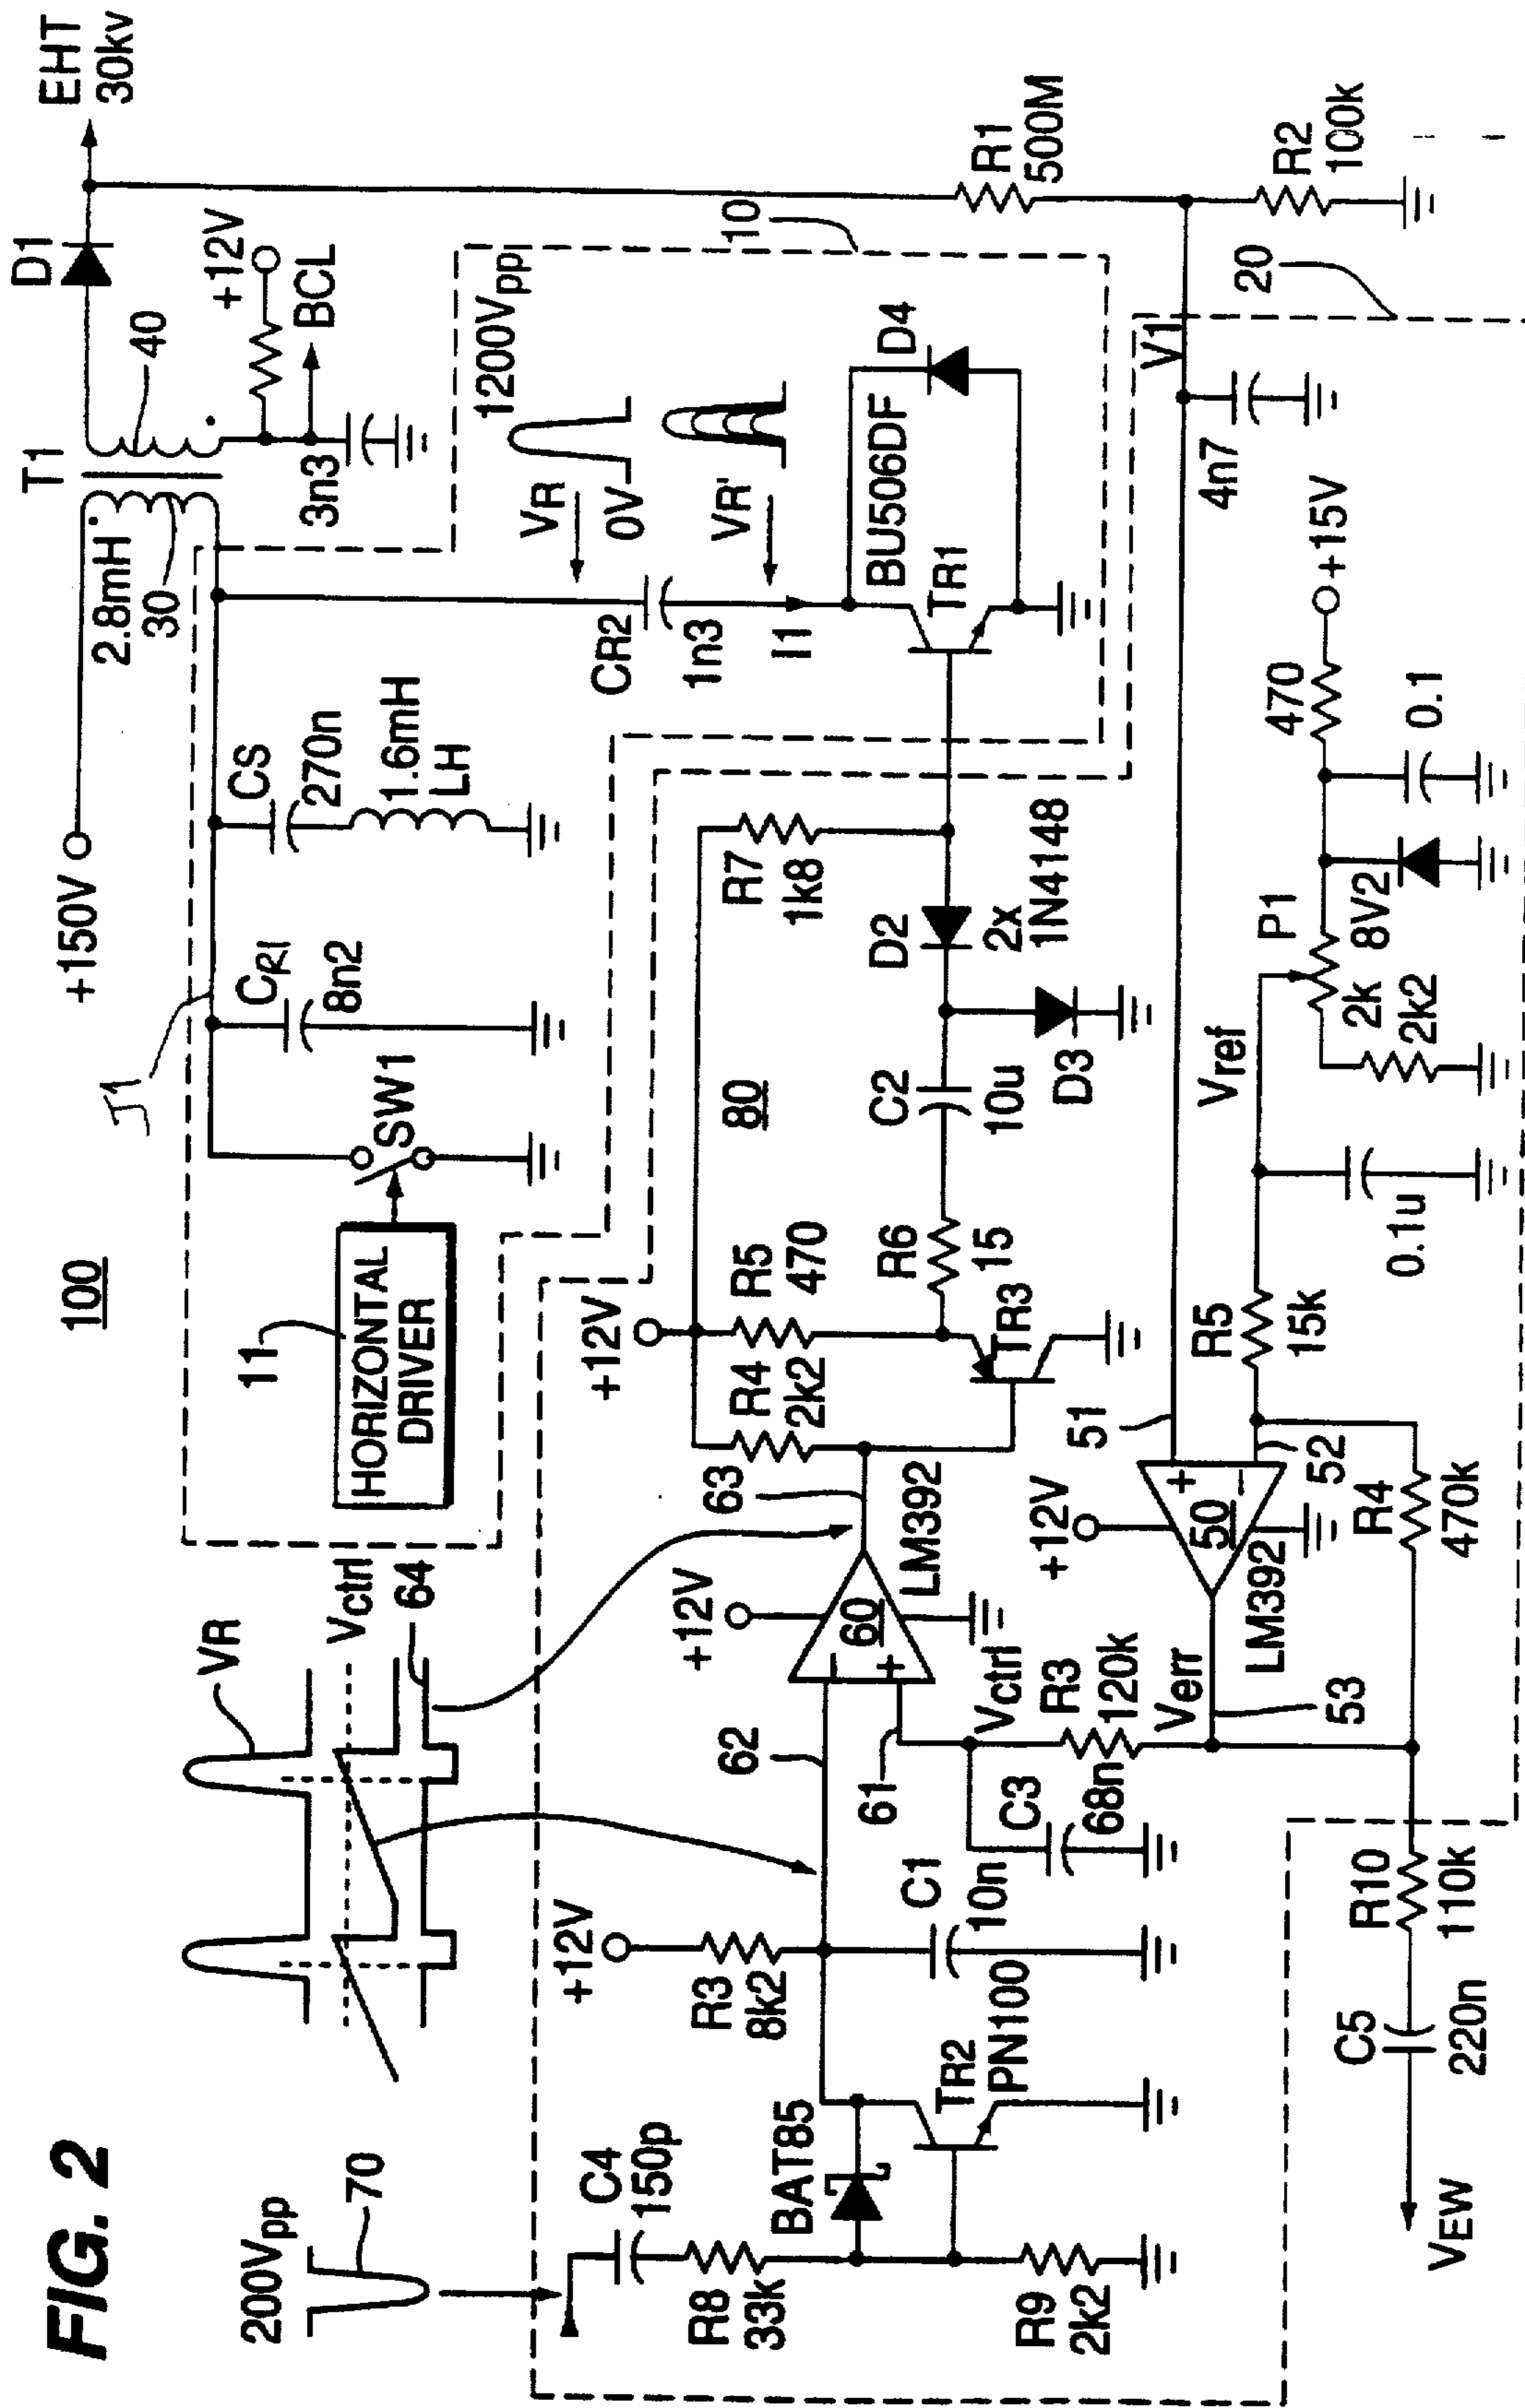 FIG. 2
100
200Vpp
70
VR
Vctrl
64
11
HORIZONTAL
DRIVER
SW1
J1
CR1
8n2
+150V
CS
270n
1.6mH
LH
2.8mH
30
T1
40
D1
EHT
30kv
+12V
BCL
3n3
CR2
1n3
I1
VR
0V
1200Vpp
VR'
10
BU506DF
TR1
D4
R1
500M
R2
100k
20
V1
4n7
C4
150p
R8
33k
R9
2k2
BAT85
TR2
PN100
+12V
R3
8k2
C1
10n
62
61
+12V
60
−
+
LM392
63
Vctrl
C3
68n
R3
120k
+12V
R4
2k2
R5
470
TR3
R6
15
80
C2
10u
D3
D2
2x
1N4148
R7
1k8
51
+12V
50
+
−
LM392
52
Verr
53
R4
470k
R5
15k
Vref
0.1u
P1
2k
2k2
8V2
470
+15V
0.1
R10
110k
C5
220n
VEW